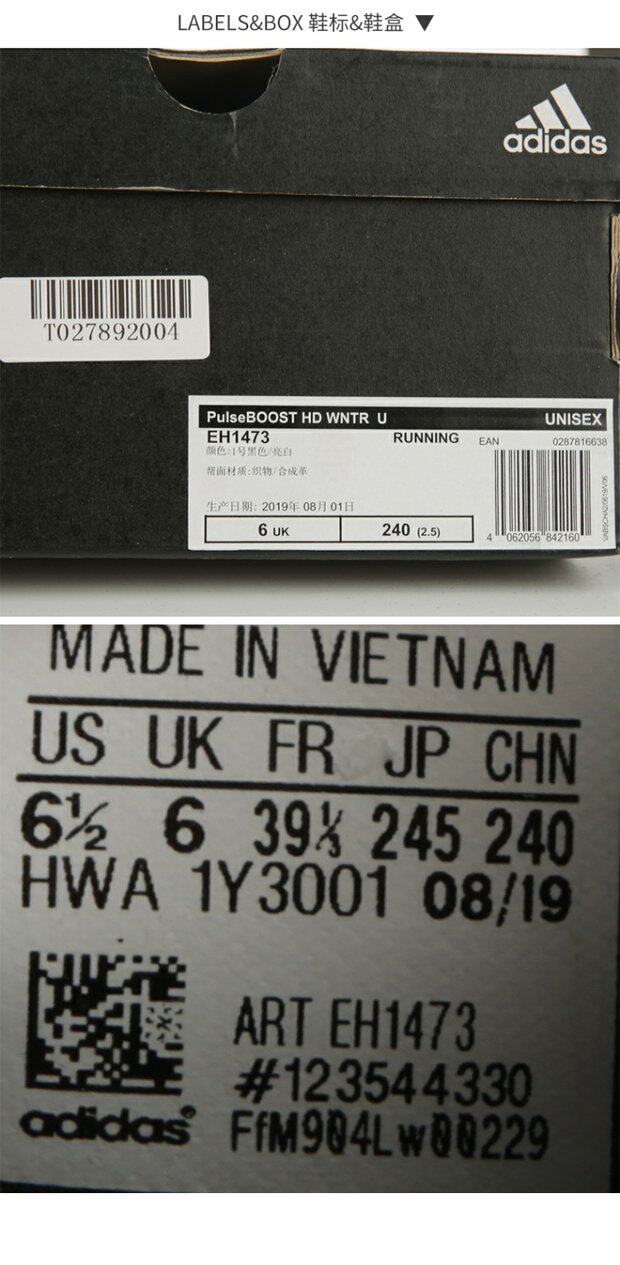 LABELS&BOX 鞋标&鞋盒 ▼
adidas
T027892004
PulseBOOST HD WNTR U UNISEX
EH1473 RUNNING EAN 0287816638
颜色:1号黑色/亮白
帮面材质:织物/合成革
生产日期: 2019年 08月 01日
6 UK 240 (2.5)
4 062056 842160
MADE IN VIETNAM
US UK FR JP CHN
6½ 6 39⅓ 245 240
HWA 1Y3001 08/19
ART EH1473
#123544330
adidas FfM904Lw00229